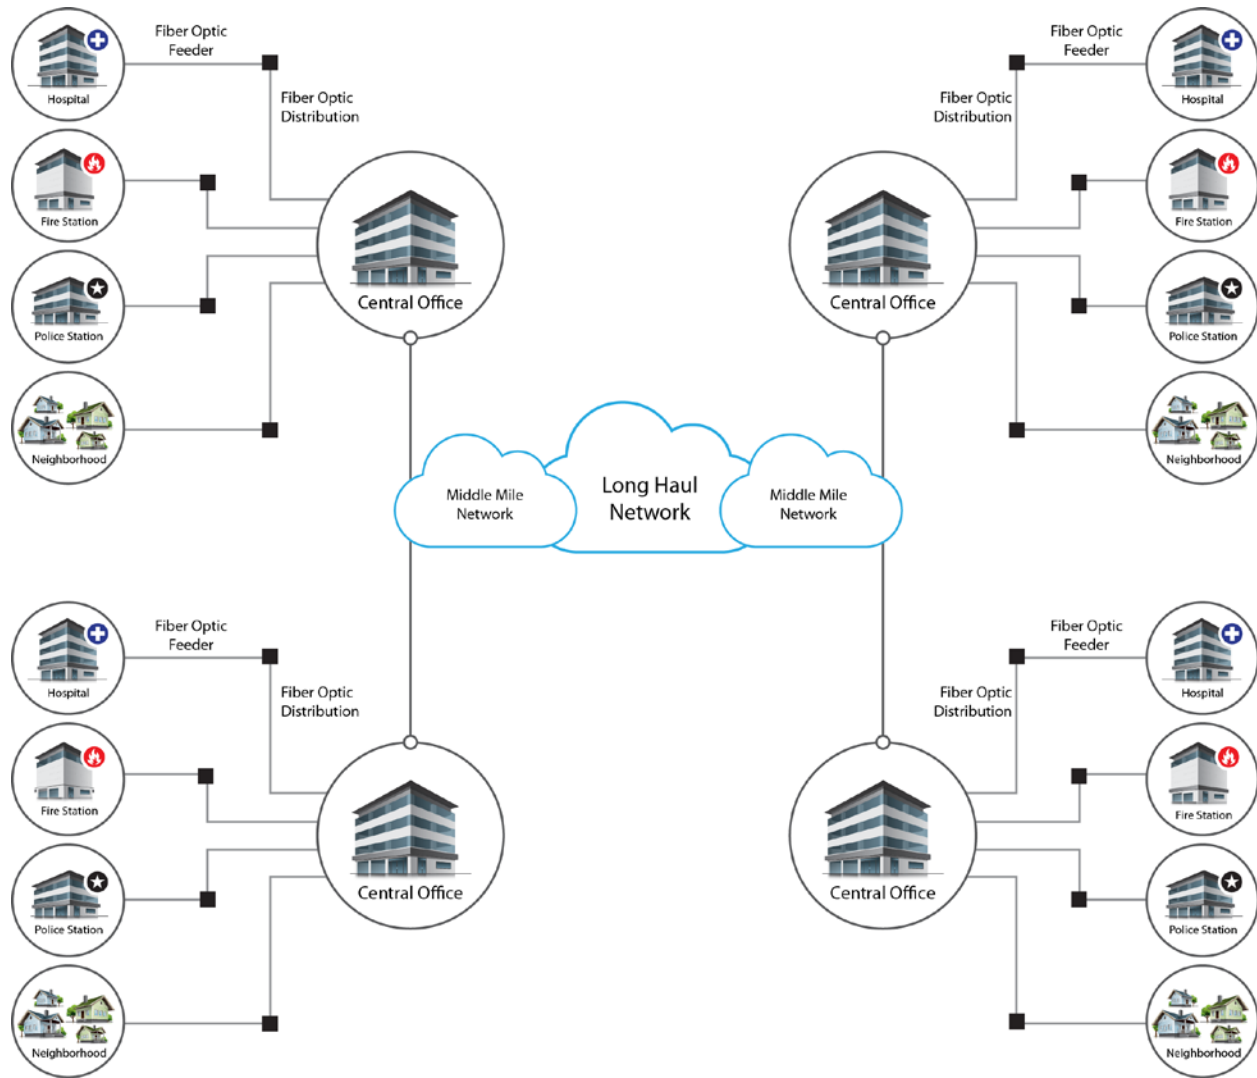 Fiber Optic
Feeder
Hospital
Fiber Optic
Distribution
Fire Station
Police Station
Neighborhood
Central Office
Fiber Optic
Feeder
Hospital
Fiber Optic
Distribution
Fire Station
Police Station
Neighborhood
Central Office
Middle Mile
Network
Long Haul
Network
Middle Mile
Network
Fiber Optic
Feeder
Hospital
Fiber Optic
Distribution
Fire Station
Police Station
Neighborhood
Central Office
Fiber Optic
Feeder
Hospital
Fiber Optic
Distribution
Fire Station
Police Station
Neighborhood
Central Office